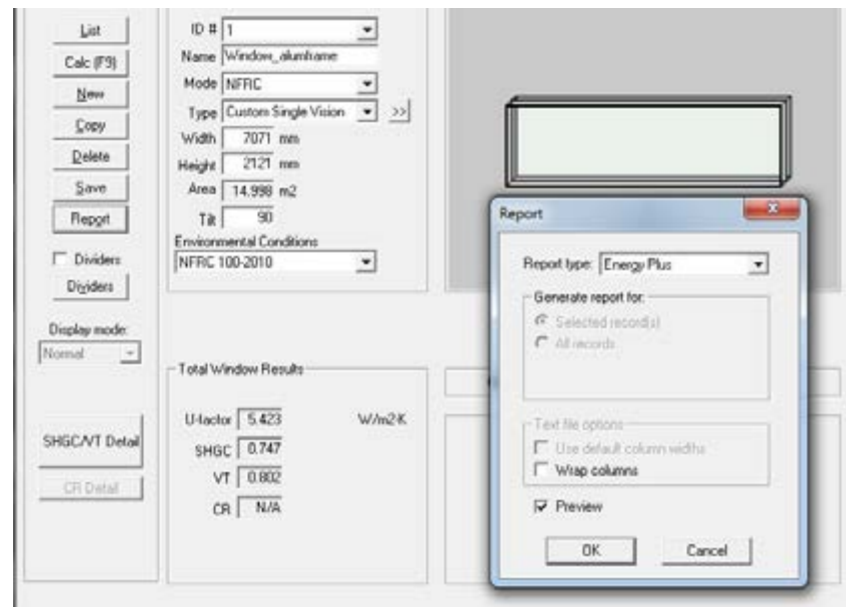 List
Calc (F9)
New
Copy
Delete
Save
Report
Dividers
Dividers
Display mode:
Normal
SHGC/VT Detail
CR Detail
ID # 1
Name Window_alumframe
Mode NFRC
Type Custom Single Vision >>
Width 7071 mm
Height 2121 mm
Area 14.998 m2
Tilt 90
Environmental Conditions
NFRC 100-2010
Total Window Results
U-factor 5.423 W/m2-K
SHGC 0.747
VT 0.802
CR N/A
Report
Report type: Energy Plus
Generate report for:
Selected record(s)
All records
Text file options
Use default column widths
Wrap columns
Preview
OK Cancel